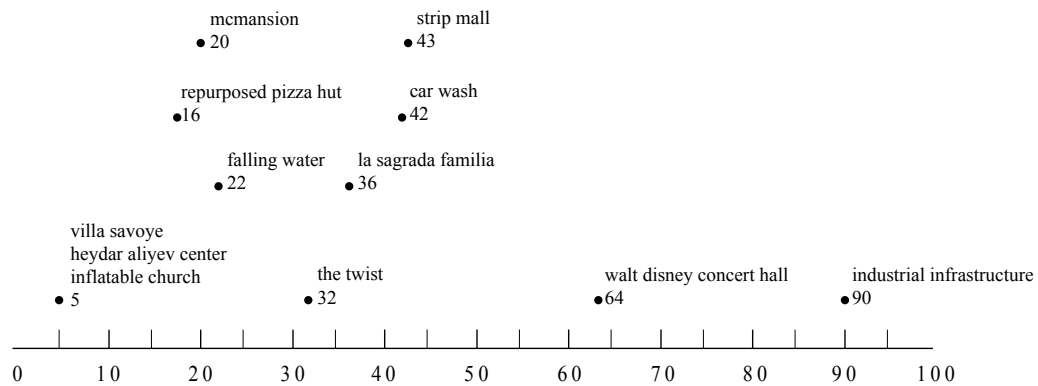 mcmansion
20
strip mall
43
repurposed pizza hut
16
car wash
42
falling water
22
la sagrada familia
36
villa savoye
heydar aliyev center
inflatable church
5
the twist
32
walt disney concert hall
64
industrial infrastructure
90
0 10 20 30 40 50 60 70 80 90 100